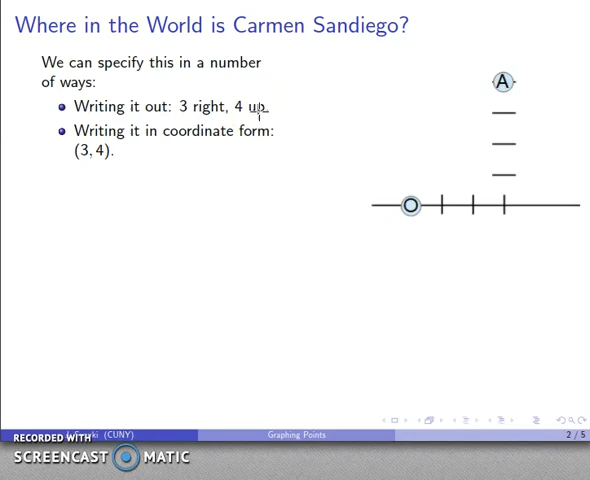 Where in the World is Carmen Sandiego?
We can specify this in a number
of ways:
Writing it out: 3 right, 4 up.
Writing it in coordinate form:
(3, 4).
A
O
(CUNY)
Graphing Points
2 / 5
RECORDED WITH
SCREENCAST MATIC